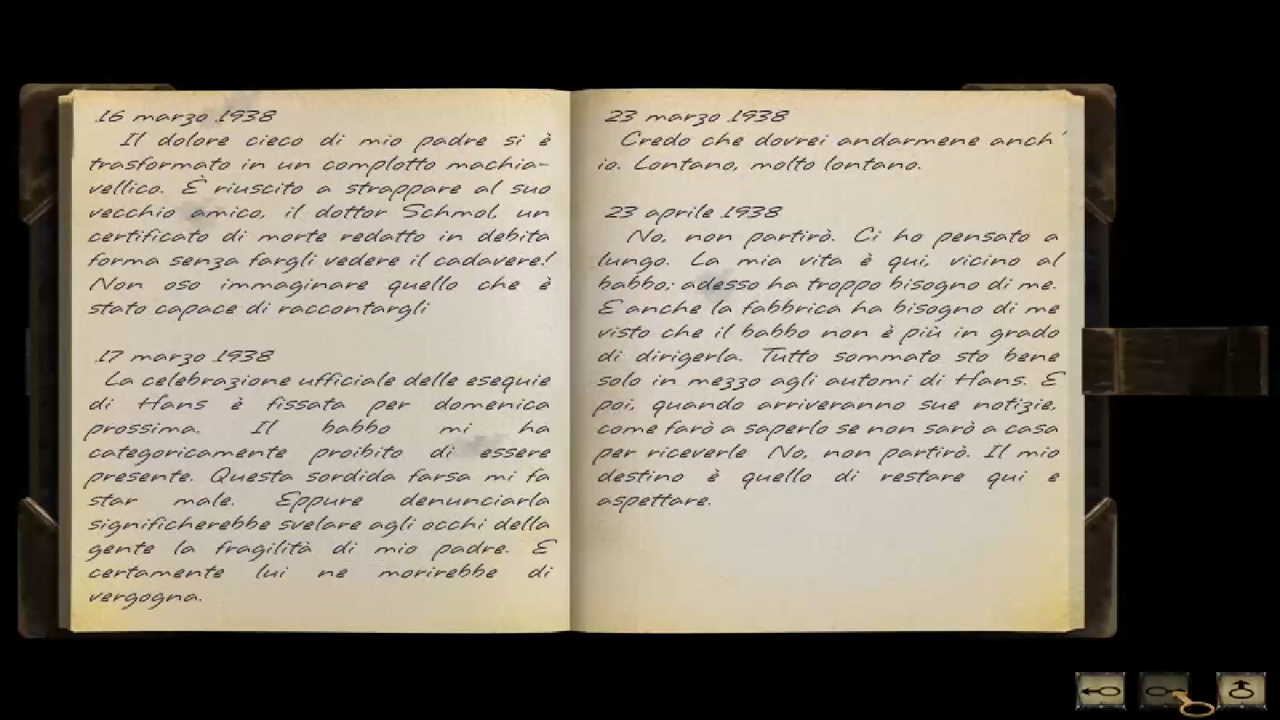 16 marzo 1938
Il dolore cieco di mio padre si è
trasformato in un complotto machia-
vellico. È riuscito a strappare al suo
vecchio amico, il dottor Schmol, un
certificato di morte redatto in debita
forma senza fargli vedere il cadavere!
Non oso immaginare quello che è
stato capace di raccontargli
17 marzo 1938
La celebrazione ufficiale delle esequie
di Hans è fissata per domenica
prossima. Il babbo mi ha
categoricamente proibito di essere
presente. Questa sordida farsa mi fa
star male. Eppure denunciarla
significherebbe svelare agli occhi della
gente la fragilità di mio padre. E
certamente lui ne morirebbe di
vergogna.
23 marzo 1938
Credo che dovrei andarmene anch'
io. Lontano, molto lontano.
23 aprile 1938
No, non partirò. Ci ho pensato a
lungo. La mia vita è qui, vicino al
babbo; adesso ha troppo bisogno di me.
E anche la fabbrica ha bisogno di me
visto che il babbo non è più in grado
di dirigerla. Tutto sommato sto bene
solo in mezzo agli automi di Hans. E
poi, quando arriveranno sue notizie,
come farò a saperlo se non sarò a casa
per riceverle No, non partirò. Il mio
destino è quello di restare qui e
aspettare.